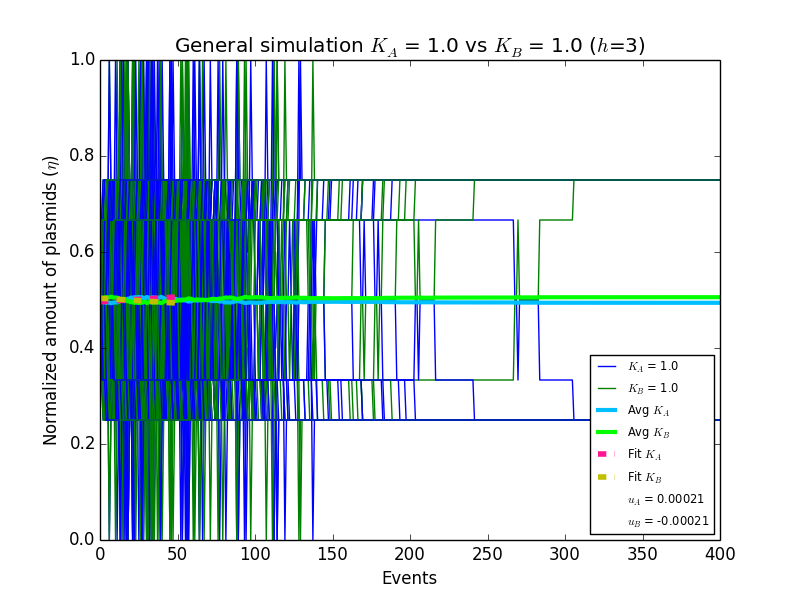 General simulation K_A = 1.0 vs K_B = 1.0 (h=3)
Normalized amount of plasmids (η)
1.0
0.8
0.6
0.4
0.2
0.0
K_A = 1.0
K_B = 1.0
Avg K_A
Avg K_B
Fit K_A
Fit K_B
u_A = 0.00021
u_B = -0.00021
0 50 100 150 200 250 300 350 400
Events